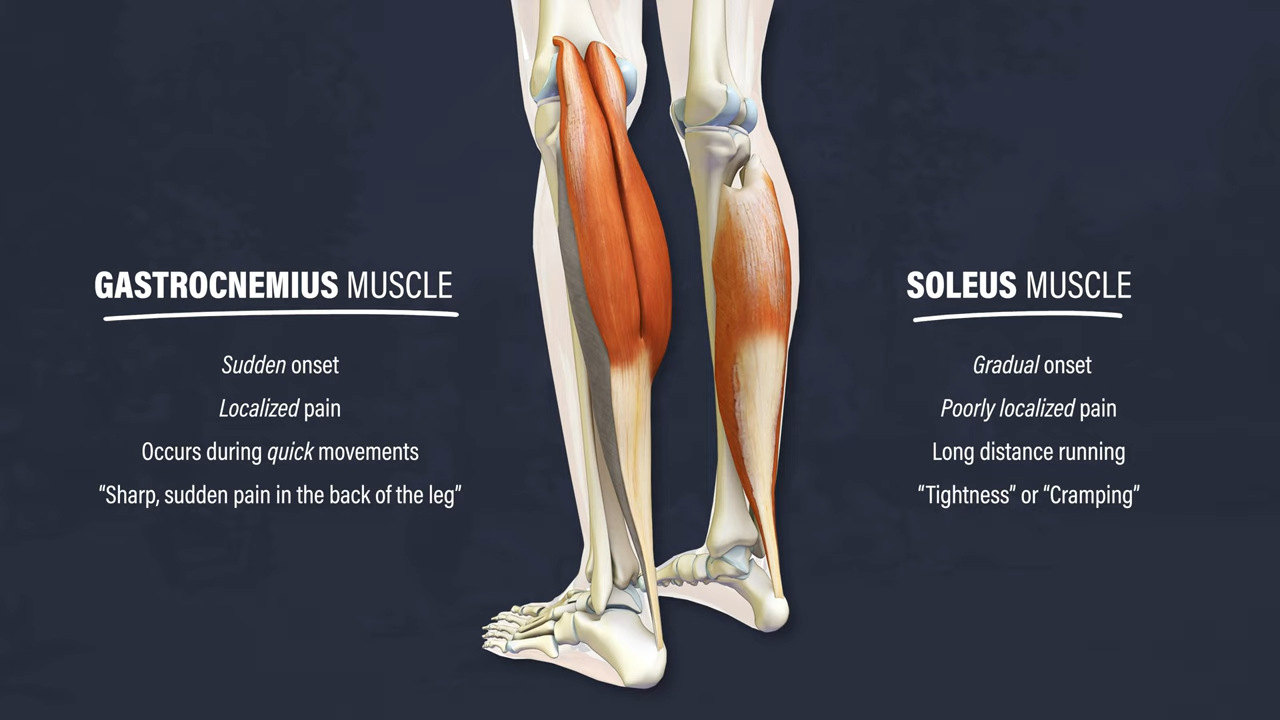 GASTROCNEMIUS MUSCLE
Sudden onset
Localized pain
Occurs during quick movements
“Sharp, sudden pain in the back of the leg”
SOLEUS MUSCLE
Gradual onset
Poorly localized pain
Long distance running
“Tightness” or “Cramping”